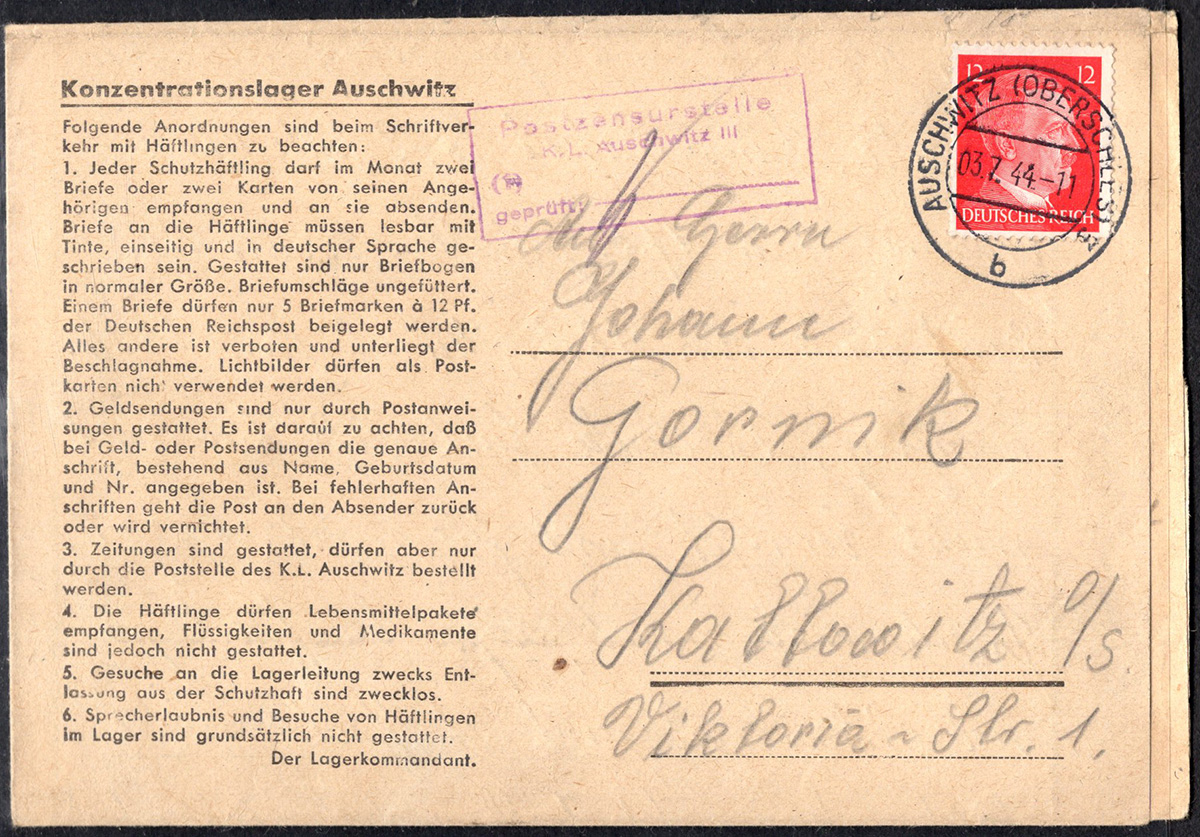 Konzentrationslager Auschwitz
Folgende Anordnungen sind beim Schriftver-
kehr mit Häftlingen zu beachten:
1. Jeder Schutzhäftling darf im Monat zwei
Briefe oder zwei Karten von seinen Ange-
hörigen empfangen und an sie absenden.
Briefe an die Häftlinge müssen lesbar mit
Tinte, einseitig und in deutscher Sprache ge-
schrieben sein. Gestattet sind nur Briefbogen
in normaler Größe. Briefumschläge ungefüttert.
Einem Briefe dürfen nur 5 Briefmarken à 12 Pf.
der Deutschen Reichspost beigelegt werden.
Alles andere ist verboten und unterliegt der
Beschlagnahme. Lichtbilder dürfen als Post-
karten nicht verwendet werden.
2. Geldsendungen sind nur durch Postanwei-
sungen gestattet. Es ist darauf zu achten, daß
bei Geld- oder Postsendungen die genaue An-
schrift, bestehend aus Name, Geburtsdatum
und Nr. angegeben ist. Bei fehlerhaften An-
schriften geht die Post an den Absender zurück
oder wird vernichtet.
3. Zeitungen sind gestattet, dürfen aber nur
durch die Poststelle des K.L. Auschwitz bestellt
werden.
4. Die Häftlinge dürfen Lebensmittelpakete
empfangen, Flüssigkeiten und Medikamente
sind jedoch nicht gestattet.
5. Gesuche an die Lagerleitung zwecks Ent-
lassung aus der Schutzhaft sind zwecklos.
6. Sprecherlaubnis und Besuche von Häftlingen
im Lager sind grundsätzlich nicht gestattet.
Der Lagerkommandant.
Postzensurstelle
K.L. Auschwitz III
geprüft:
12 12
DEUTSCHES REICH
AUSCHWITZ (OBERSCHLES)
03.7.44.-11
b
Herrn
Johann
Gornik
Kattowitz O/S.
Viktoria-Str. 1.